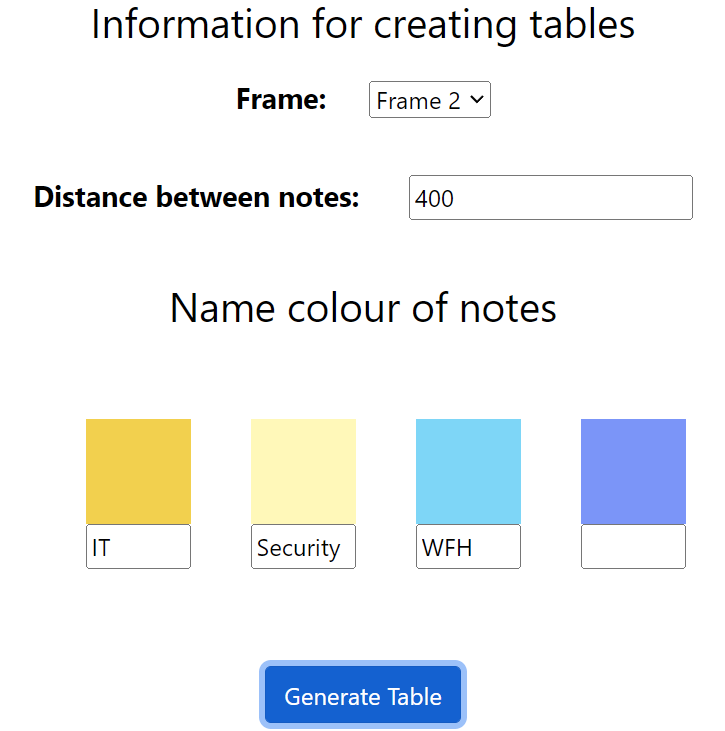 Information for creating tables
Frame: Frame 2
Distance between notes: 400
Name colour of notes
IT Security WFH
Generate Table